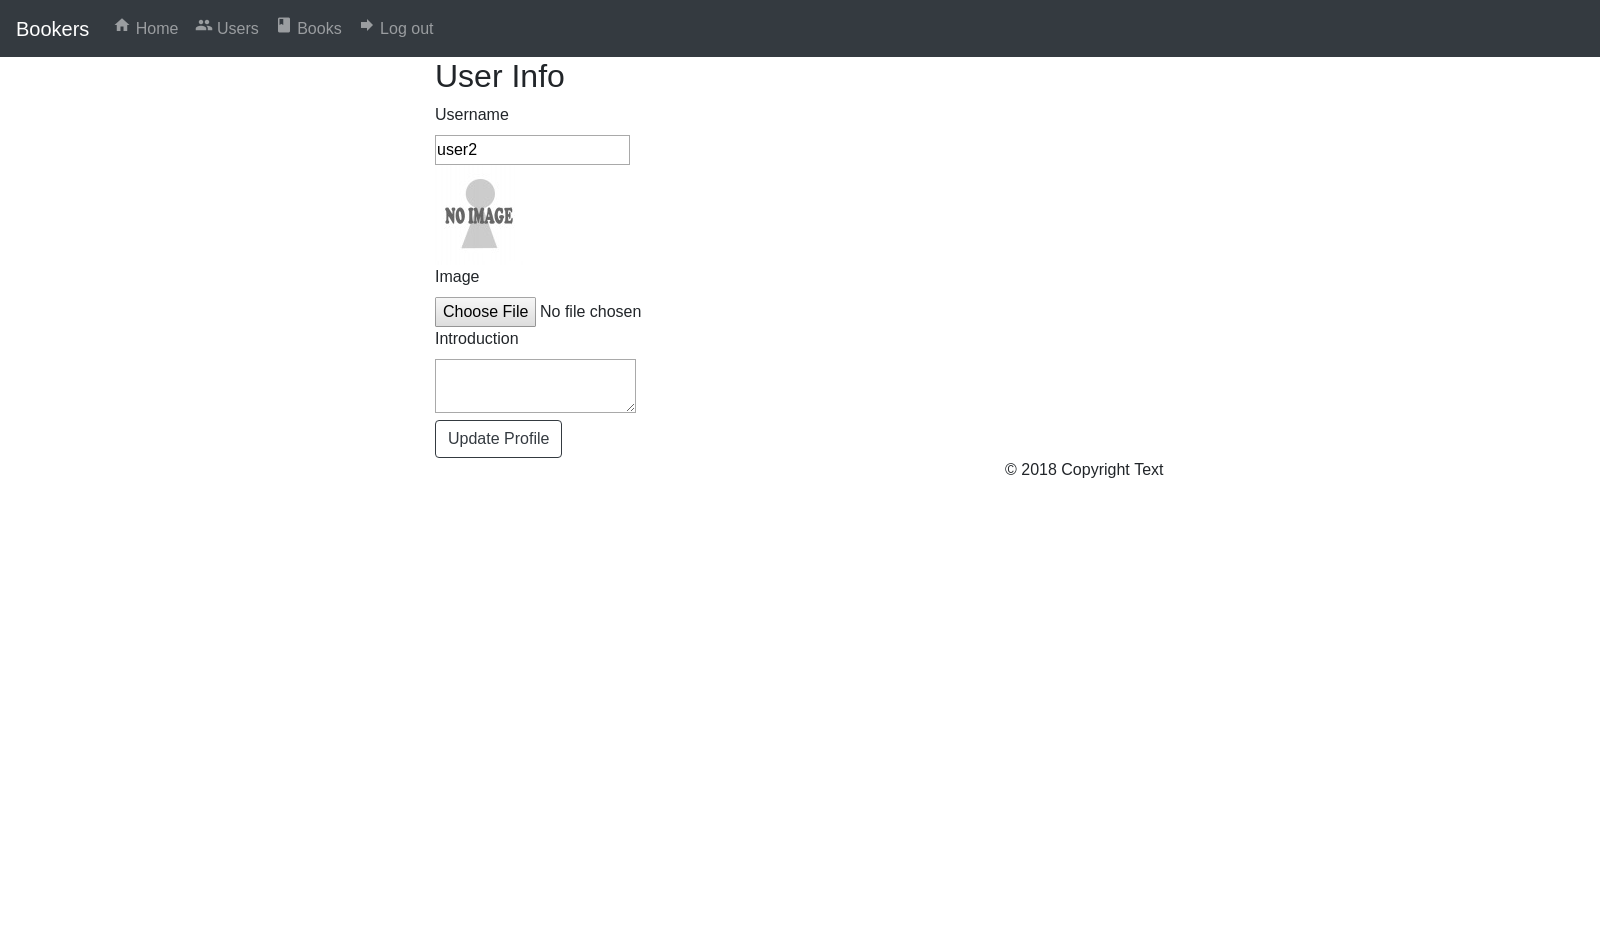 Bookers Home Users Books Log out
User Info
Username
user2
NO IMAGE
Image
Choose File No file chosen
Introduction
Update Profile
© 2018 Copyright Text